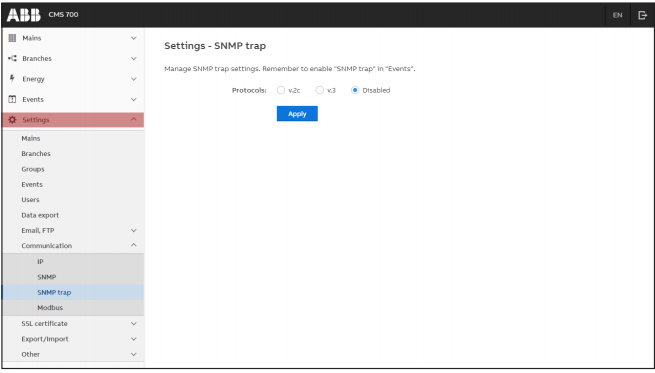 ABB CMS 700 EN
Mains
Branches
Energy
Events
Settings
Mains
Branches
Groups
Events
Users
Data export
Email, FTP
Communication
IP
SNMP
SNMP trap
Modbus
SSL certificate
Export/Import
Other
Settings - SNMP trap
Manage SNMP trap settings. Remember to enable "SNMP trap" in "Events".
Protocols: v.2c v.3 Disabled
Apply